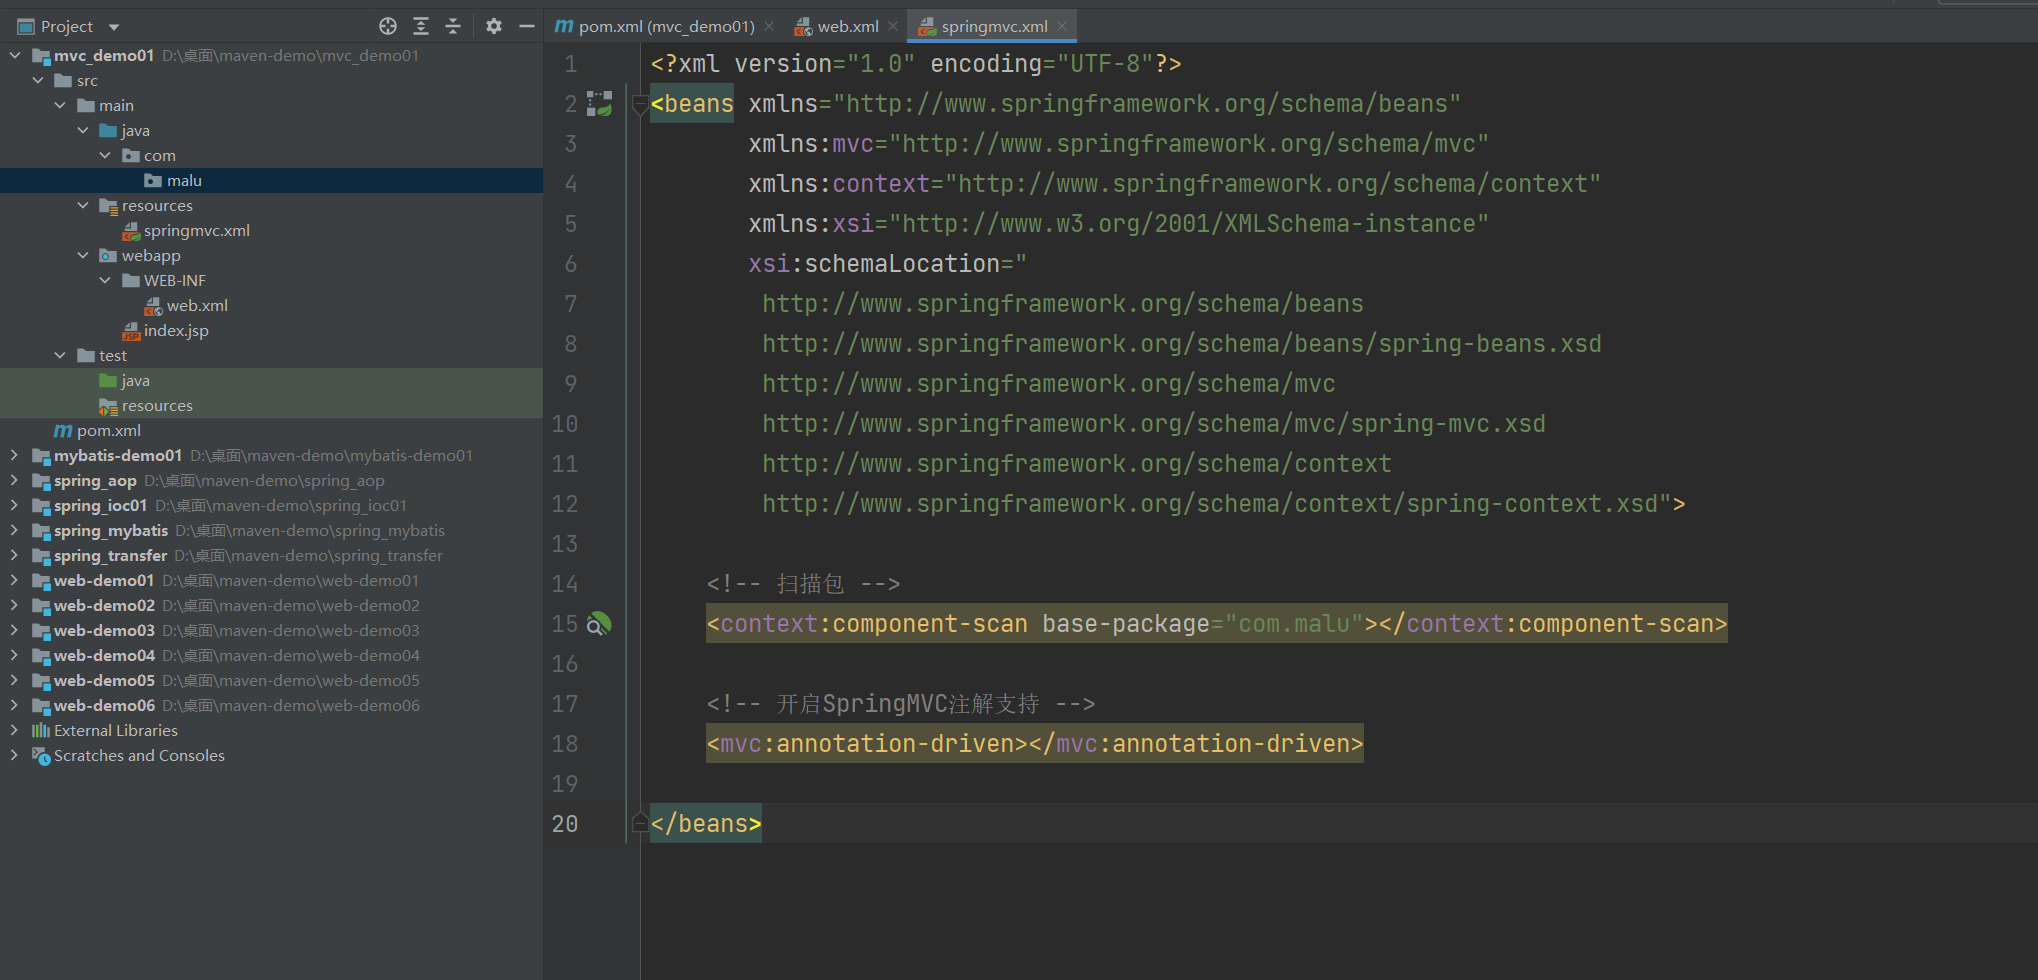 Project
mvc_demo01 D:\桌面\maven-demo\mvc_demo01
src
main
java
com
malu
resources
springmvc.xml
webapp
WEB-INF
web.xml
index.jsp
test
java
resources
pom.xml
mybatis-demo01 D:\桌面\maven-demo\mybatis-demo01
spring_aop D:\桌面\maven-demo\spring_aop
spring_ioc01 D:\桌面\maven-demo\spring_ioc01
spring_mybatis D:\桌面\maven-demo\spring_mybatis
spring_transfer D:\桌面\maven-demo\spring_transfer
web-demo01 D:\桌面\maven-demo\web-demo01
web-demo02 D:\桌面\maven-demo\web-demo02
web-demo03 D:\桌面\maven-demo\web-demo03
web-demo04 D:\桌面\maven-demo\web-demo04
web-demo05 D:\桌面\maven-demo\web-demo05
web-demo06 D:\桌面\maven-demo\web-demo06
External Libraries
Scratches and Consoles
pom.xml (mvc_demo01) web.xml springmvc.xml
1 <?xml version="1.0" encoding="UTF-8"?>
2 <beans xmlns="http://www.springframework.org/schema/beans"
3 xmlns:mvc="http://www.springframework.org/schema/mvc"
4 xmlns:context="http://www.springframework.org/schema/context"
5 xmlns:xsi="http://www.w3.org/2001/XMLSchema-instance"
6 xsi:schemaLocation="
7 http://www.springframework.org/schema/beans
8 http://www.springframework.org/schema/beans/spring-beans.xsd
9 http://www.springframework.org/schema/mvc
10 http://www.springframework.org/schema/mvc/spring-mvc.xsd
11 http://www.springframework.org/schema/context
12 http://www.springframework.org/schema/context/spring-context.xsd">
13
14 <!-- 扫描包 -->
15 <context:component-scan base-package="com.malu"></context:component-scan>
16
17 <!-- 开启SpringMVC注解支持 -->
18 <mvc:annotation-driven></mvc:annotation-driven>
19
20 </beans>